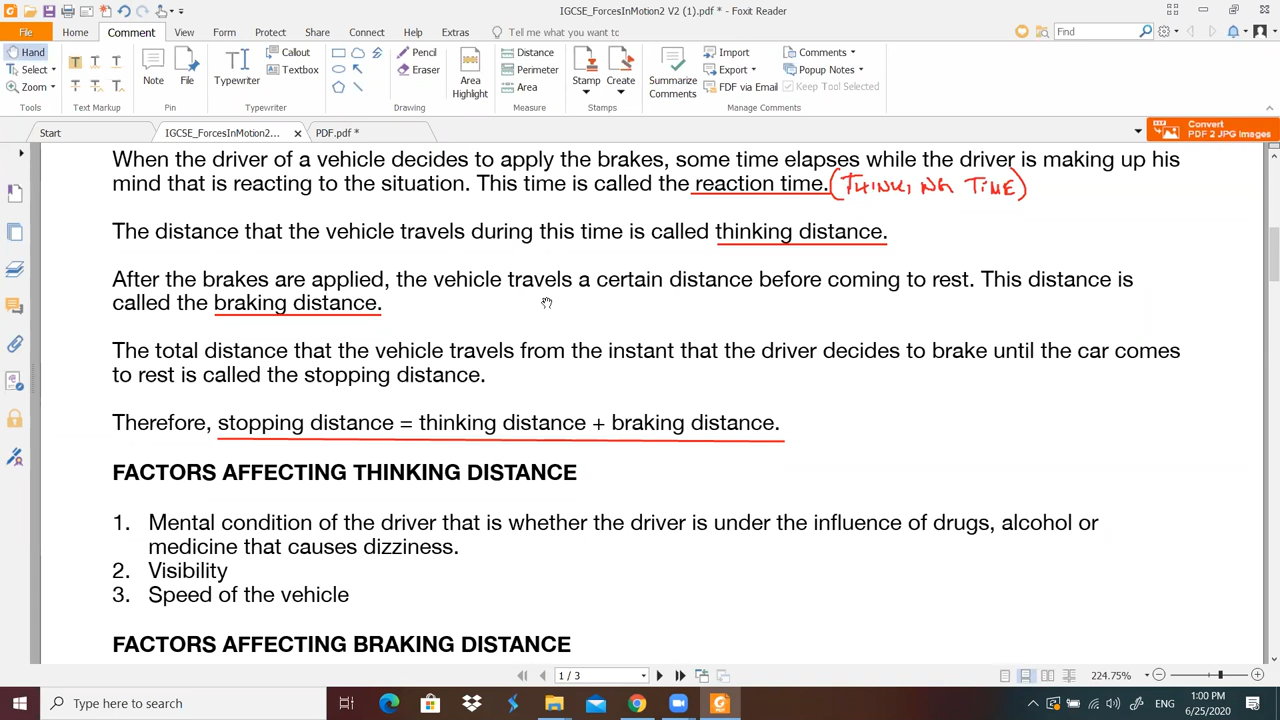 IGCSE_ForcesInMotion2 V2 (1).pdf * - Foxit Reader
File Home Comment View Form Protect Share Connect Help Extras Tell me what you want to Find
Hand
Select
Zoom
Tools
Text Markup
Note
File
Pin
Typewriter
Callout
Textbox
Typewriter
Pencil
Eraser
Drawing
Area
Highlight
Distance
Perimeter
Area
Measure
Stamp
Create
Stamps
Summarize
Comments
Import
Export
FDF via Email
Comments
Popup Notes
Keep Tool Selected
Manage Comments
Start IGCSE_ForcesInMotion2... PDF.pdf *
Convert
PDF 2 JPG Images
When the driver of a vehicle decides to apply the brakes, some time elapses while the driver is making up his
mind that is reacting to the situation. This time is called the reaction time. (THINKING TIME)
The distance that the vehicle travels during this time is called thinking distance.
After the brakes are applied, the vehicle travels a certain distance before coming to rest. This distance is
called the braking distance.
The total distance that the vehicle travels from the instant that the driver decides to brake until the car comes
to rest is called the stopping distance.
Therefore, stopping distance = thinking distance + braking distance.
FACTORS AFFECTING THINKING DISTANCE
1. Mental condition of the driver that is whether the driver is under the influence of drugs, alcohol or
medicine that causes dizziness.
2. Visibility
3. Speed of the vehicle
FACTORS AFFECTING BRAKING DISTANCE
1 / 3
224.75%
Type here to search
ENG
1:00 PM
6/25/2020